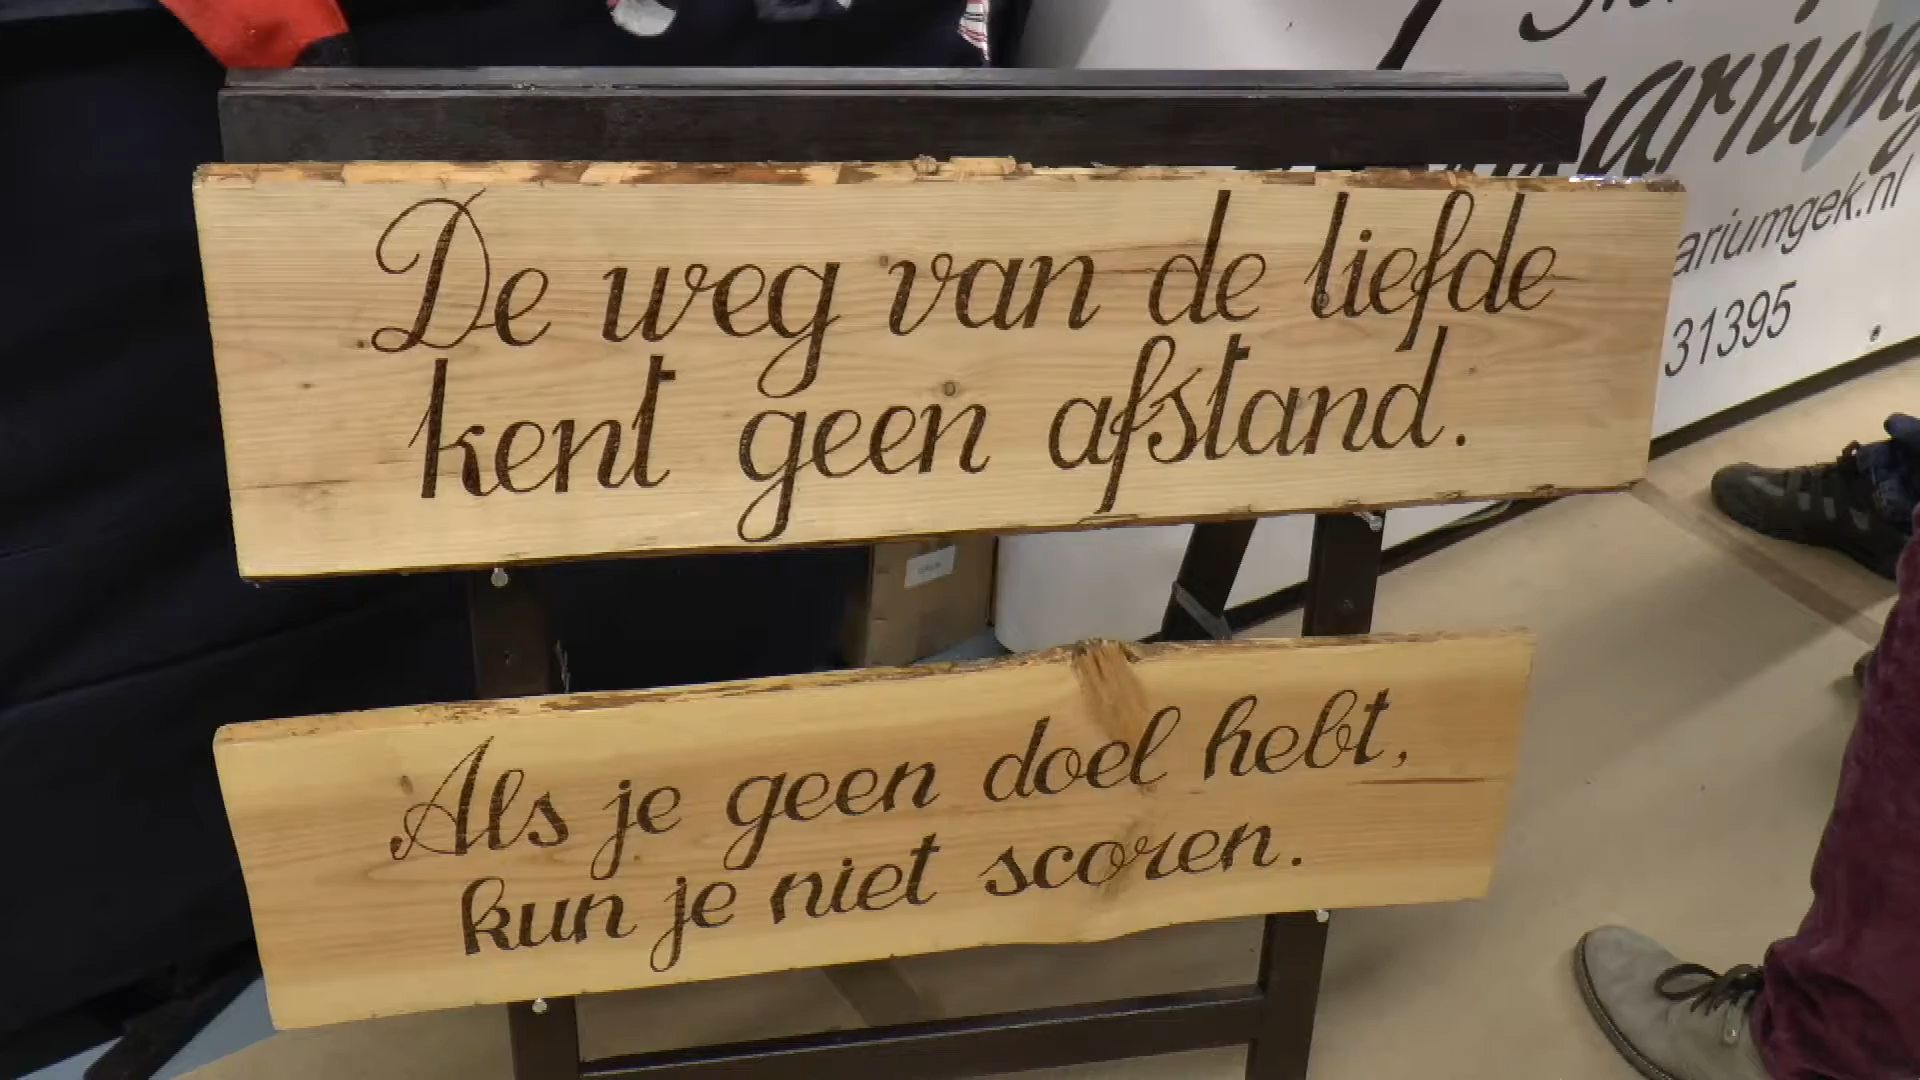 De weg van de liefde
kent geen afstand.
Als je geen doel hebt,
kun je niet scoren.
ariumgek.nl
31395